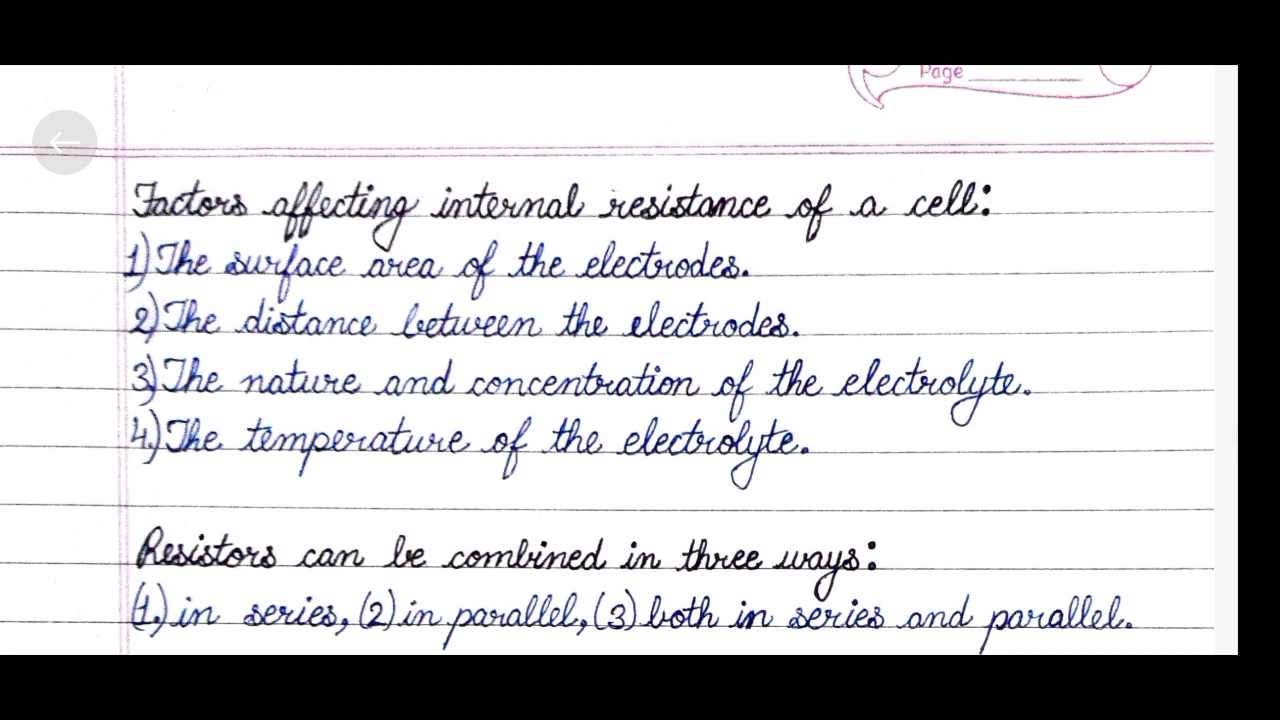 Page
Factors affecting internal resistance of a cell:
1) The surface area of the electrodes.
2) The distance between the electrodes.
3) The nature and concentration of the electrolyte.
4.) The temperature of the electrolyte.
Resistors can be combined in three ways:
(1.) in series, (2) in parallel, (3) both in series and parallel.